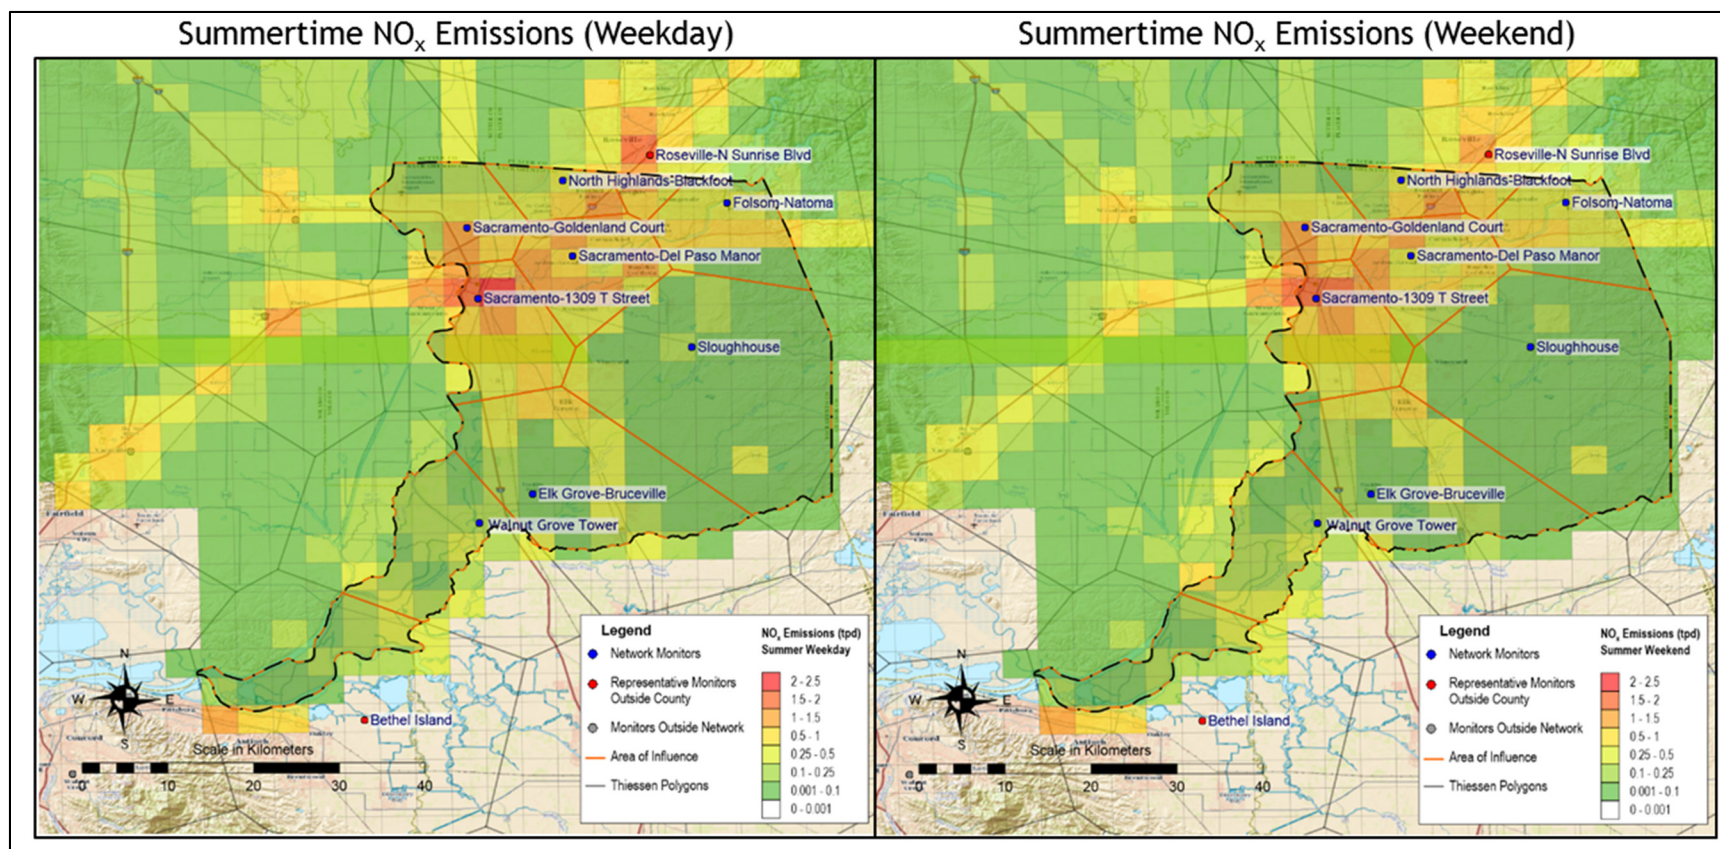 Summertime NOx Emissions (Weekday)
Roseville-N Sunrise Blvd
North Highlands-Blackfoot
Folsom-Natoma
Sacramento-Goldenland Court
Sacramento-Del Paso Manor
Sacramento-1309 T Street
Sloughhouse
Elk Grove-Bruceville
Walnut Grove Tower
Fairfield
Bethel Island
N
W E
S
Concord
Antioch
Scale in Kilometers
0 10 20 30 40
Legend
Network Monitors
Representative Monitors
Outside County
Monitors Outside Network
Area of Influence
Thiessen Polygons
NOx Emissions (tpd)
Summer Weekday
2 - 2.5
1.5 - 2
1 - 1.5
0.5 - 1
0.25 - 0.5
0.1 - 0.25
0.001 - 0.1
0 - 0.001
Summertime NOx Emissions (Weekend)
Roseville-N Sunrise Blvd
North Highlands-Blackfoot
Folsom-Natoma
Sacramento-Goldenland Court
Sacramento-Del Paso Manor
Sacramento-1309 T Street
Sloughhouse
Elk Grove-Bruceville
Walnut Grove Tower
Fairfield
Bethel Island
N
W E
S
Concord
Antioch
Scale in Kilometers
0 10 20 30 40
Legend
Network Monitors
Representative Monitors
Outside County
Monitors Outside Network
Area of Influence
Thiessen Polygons
NOx Emissions (tpd)
Summer Weekend
2 - 2.5
1.5 - 2
1 - 1.5
0.5 - 1
0.25 - 0.5
0.1 - 0.25
0.001 - 0.1
0 - 0.001